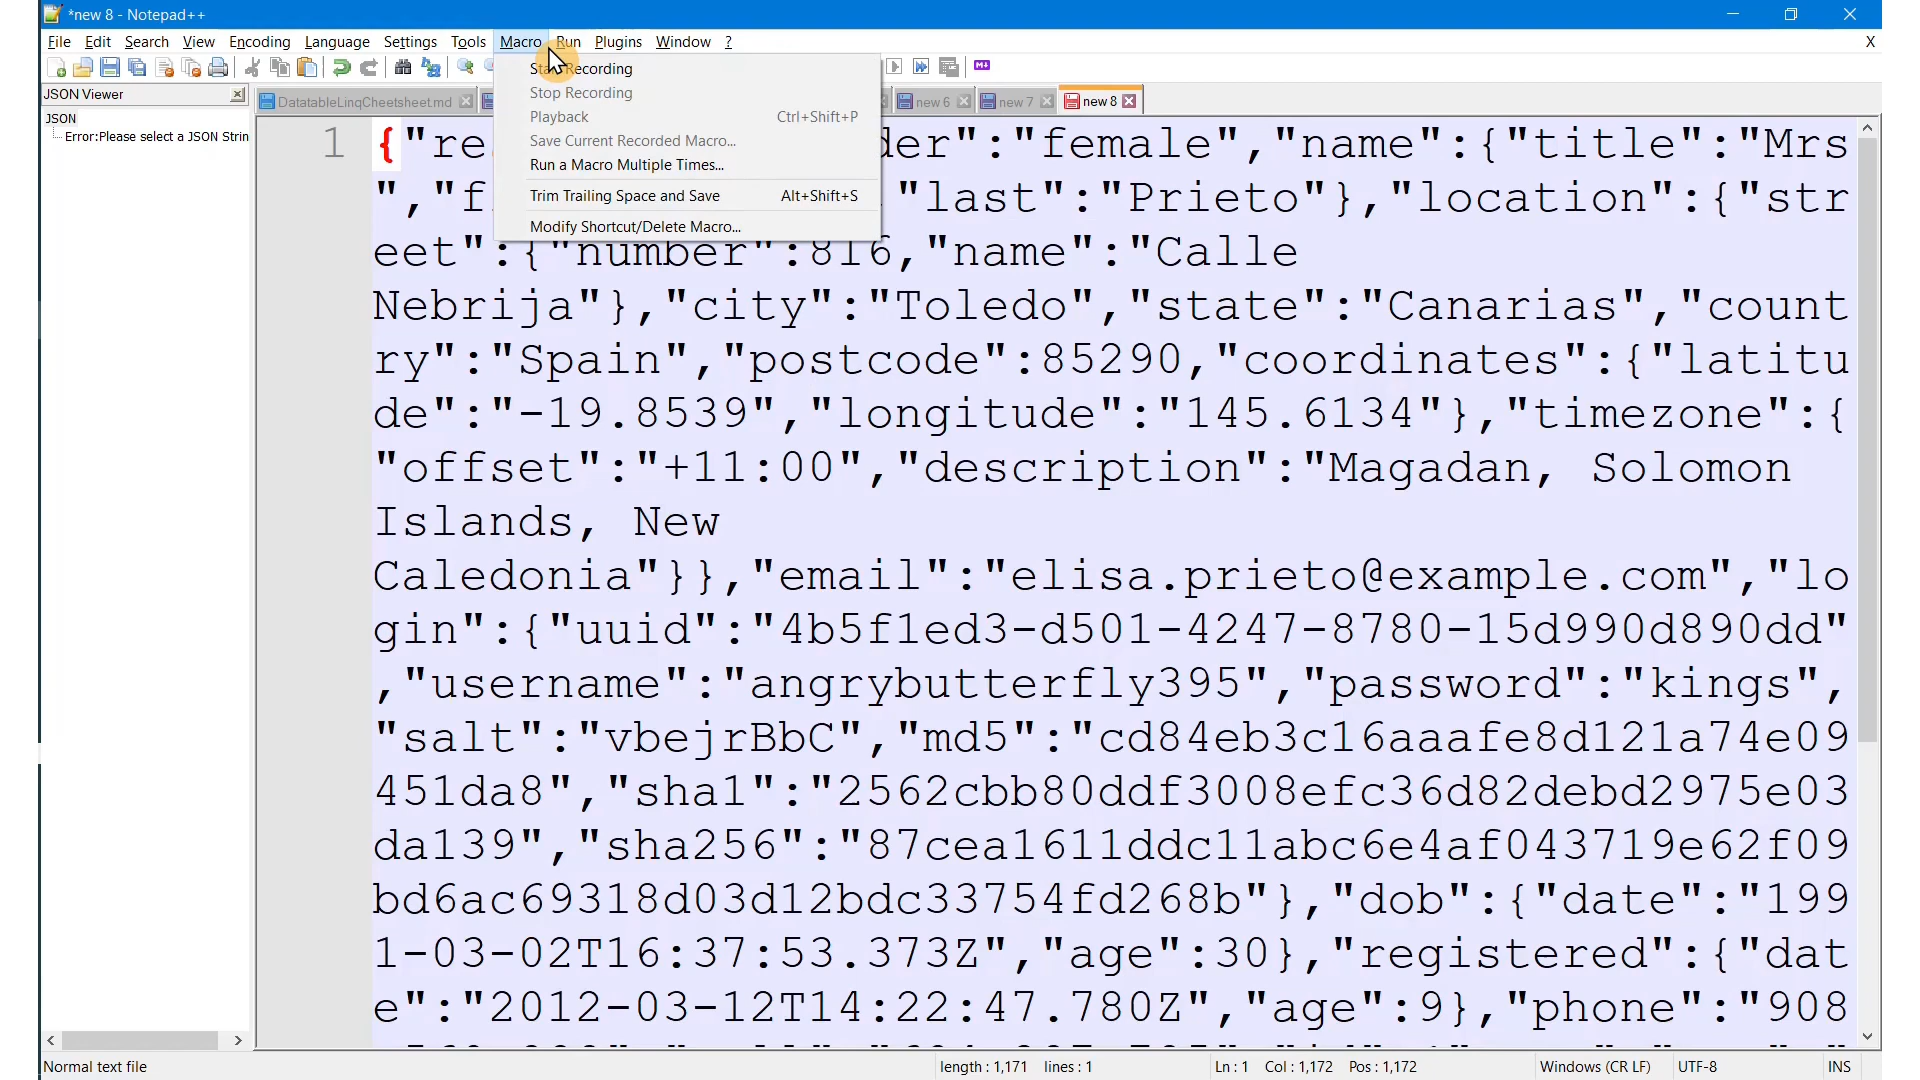 *new 8 - Notepad++
File Edit Search View Encoding Language Settings Tools Macro Run Plugins Window ?
X
JSON Viewer
DatatableLinqCheetsheet.md new 6 new 7 new 8
JSON
Error:Please select a JSON Strin
Start Recording
Stop Recording
Playback Ctrl+Shift+P
Save Current Recorded Macro...
Run a Macro Multiple Times...
Trim Trailing Space and Save Alt+Shift+S
Modify Shortcut/Delete Macro...
1 {"re der":"female","name":{"title":"Mrs
","f "last":"Prieto"},"location":{"str
eet":{"number":816,"name":"Calle
Nebrija"},"city":"Toledo","state":"Canarias","count
ry":"Spain","postcode":85290,"coordinates":{"latitu
de":"-19.8539","longitude":"145.6134"},"timezone":{
"offset":"+11:00","description":"Magadan, Solomon
Islands, New
Caledonia"}},"email":"elisa.prieto@example.com","lo
gin":{"uuid":"4b5f1ed3-d501-4247-8780-15d990d890dd"
,"username":"angrybutterfly395","password":"kings",
"salt":"vbejrBbC","md5":"cd84eb3c16aaafe8d121a74e09
451da8","sha1":"2562cbb80ddf3008efc36d82debd2975e03
da139","sha256":"87cea1611ddc11abc6e4af043719e62f09
bd6ac69318d03d12bdc33754fd268b"},"dob":{"date":"199
1-03-02T16:37:53.373Z","age":30},"registered":{"dat
e":"2012-03-12T14:22:47.780Z","age":9},"phone":"908
Normal text file length : 1,171 lines : 1 Ln : 1 Col : 1,172 Pos : 1,172 Windows (CR LF) UTF-8 INS